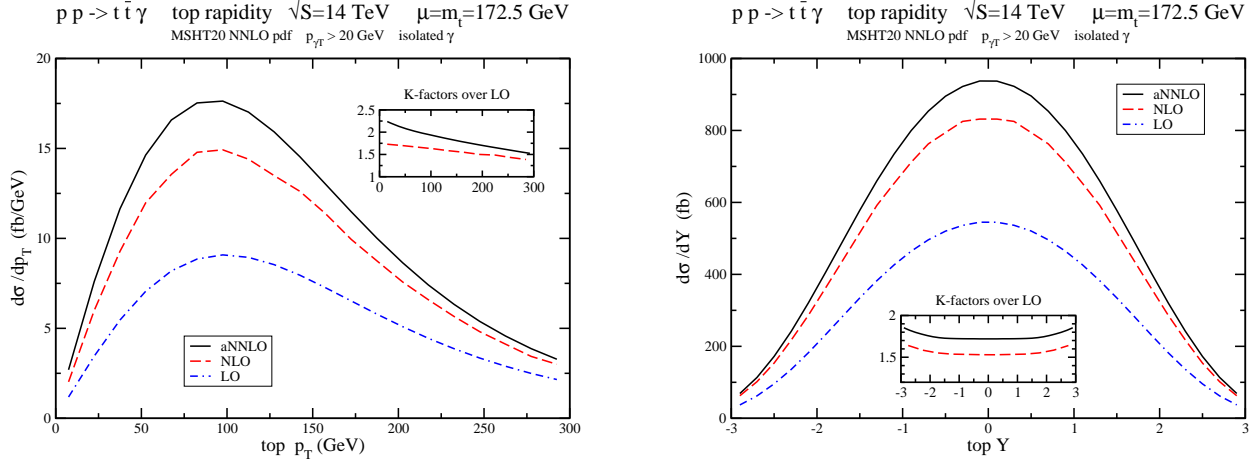 p p -> t t̄ γ top rapidity √S=14 TeV μ=m_t=172.5 GeV
MSHT20 NNLO pdf p_γT > 20 GeV isolated γ
K-factors over LO
2.5
2
1.5
1
0 100 200 300
20
15
10
5
0
dσ/dp_T (fb/GeV)
aNNLO
NLO
LO
0 50 100 150 200 250 300
top p_T (GeV)
p p -> t t̄ γ top rapidity √S=14 TeV μ=m_t=172.5 GeV
MSHT20 NNLO pdf p_γT > 20 GeV isolated γ
1000
800
600
400
200
0
dσ/dY (fb)
aNNLO
NLO
LO
K-factors over LO
2
1.5
-3 -2 -1 0 1 2 3
-3 -2 -1 0 1 2 3
top Y